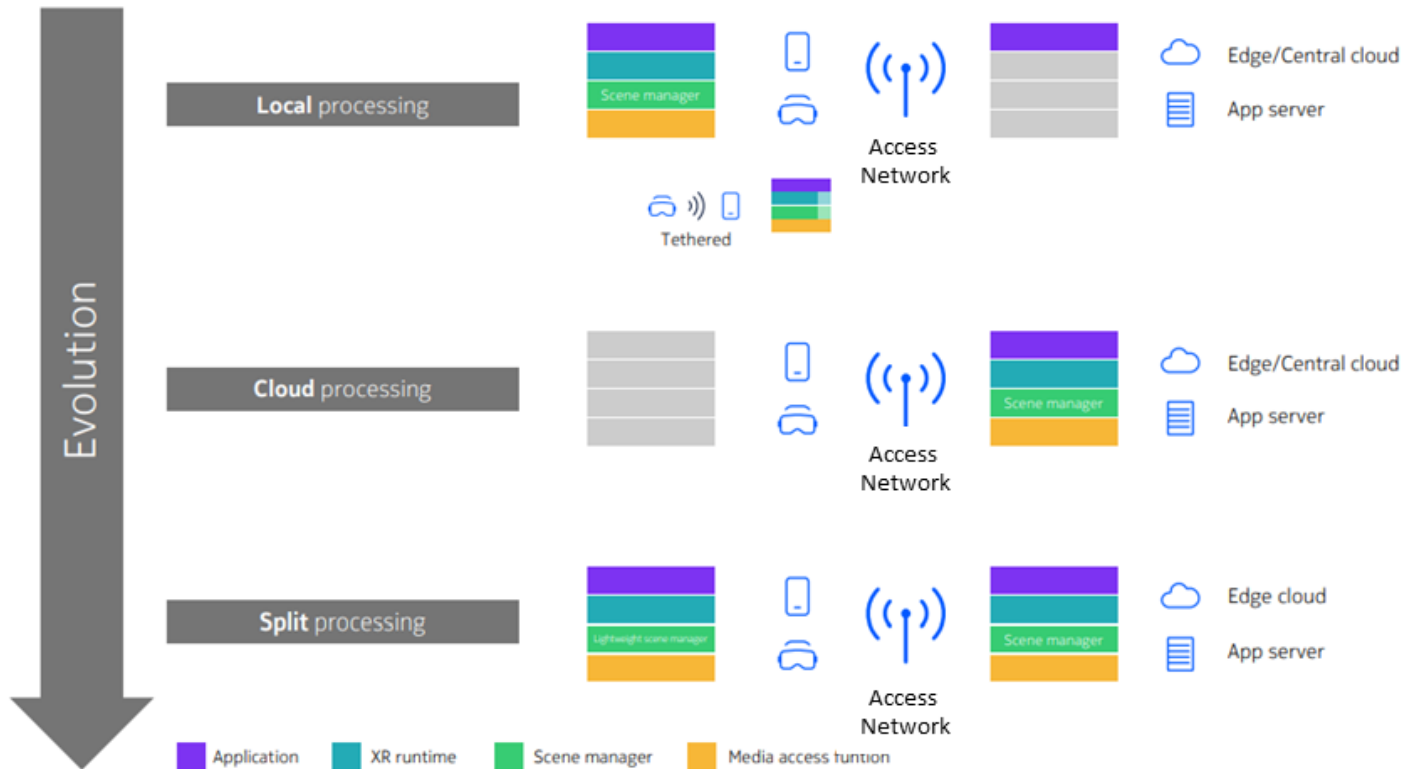 Evolution
Local processing
Scene manager
Access
Network
Edge/Central cloud
App server
Tethered
Cloud processing
Access
Network
Scene manager
Edge/Central cloud
App server
Split processing
Lightweight scene manager
Access
Network
Scene manager
Edge cloud
App server
Application
XR runtime
Scene manager
Media access funtion